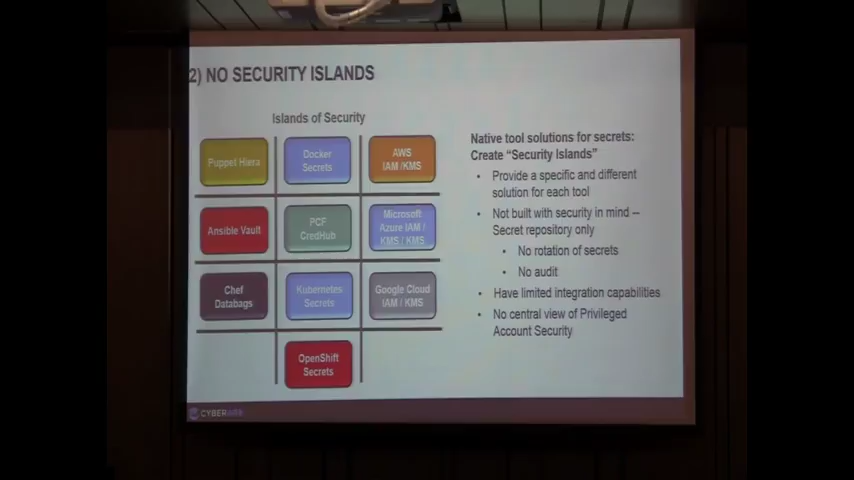 2) NO SECURITY ISLANDS
Islands of Security
Puppet Hiera
Docker
Secrets
AWS
IAM /KMS
Ansible Vault
PCF
CredHub
Microsoft
Azure IAM /
KMS / KMS
Chef
Databags
Kubernetes
Secrets
Google Cloud
IAM / KMS
OpenShift
Secrets
Native tool solutions for secrets:
Create “Security Islands”
• Provide a specific and different
solution for each tool
• Not built with security in mind –
Secret repository only
• No rotation of secrets
• No audit
• Have limited integration capabilities
• No central view of Privileged
Account Security
CYBERARK